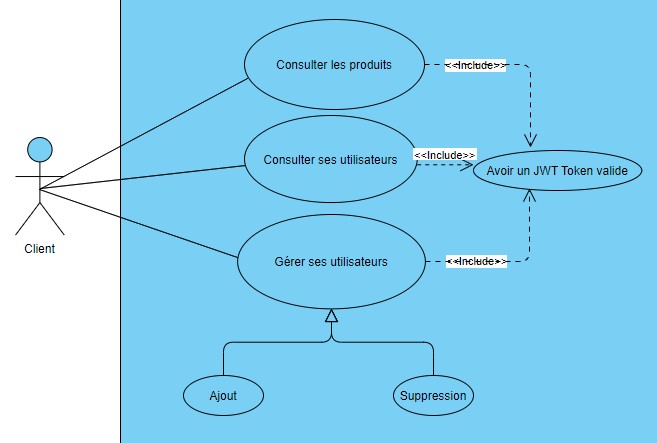 Consulter les produits
<<Include>>
Consulter ses utilisateurs
<<Include>>
Avoir un JWT Token valide
Client
Gérer ses utilisateurs
<<Include>>
Ajout
Suppression